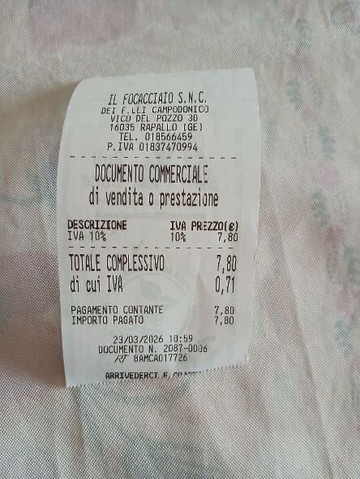 IL FOCACCIAIO S.N.C.
DEI F.LLI CAMPODONICO
VICO DEL POZZO 30
16035 RAPALLO (GE)
TEL. 018566459
P.IVA 01837470994
DOCUMENTO COMMERCIALE
di vendita o prestazione
DESCRIZIONE IVA PREZZO(€)
IVA 10% 10% 7,80
TOTALE COMPLESSIVO 7,80
di cui IVA 0,71
PAGAMENTO CONTANTE 7,80
IMPORTO PAGATO 7,80
23/03/2026 10:59
DOCUMENTO N. 2087-0006
RT 8AMCA017726
ARRIVEDERCI E